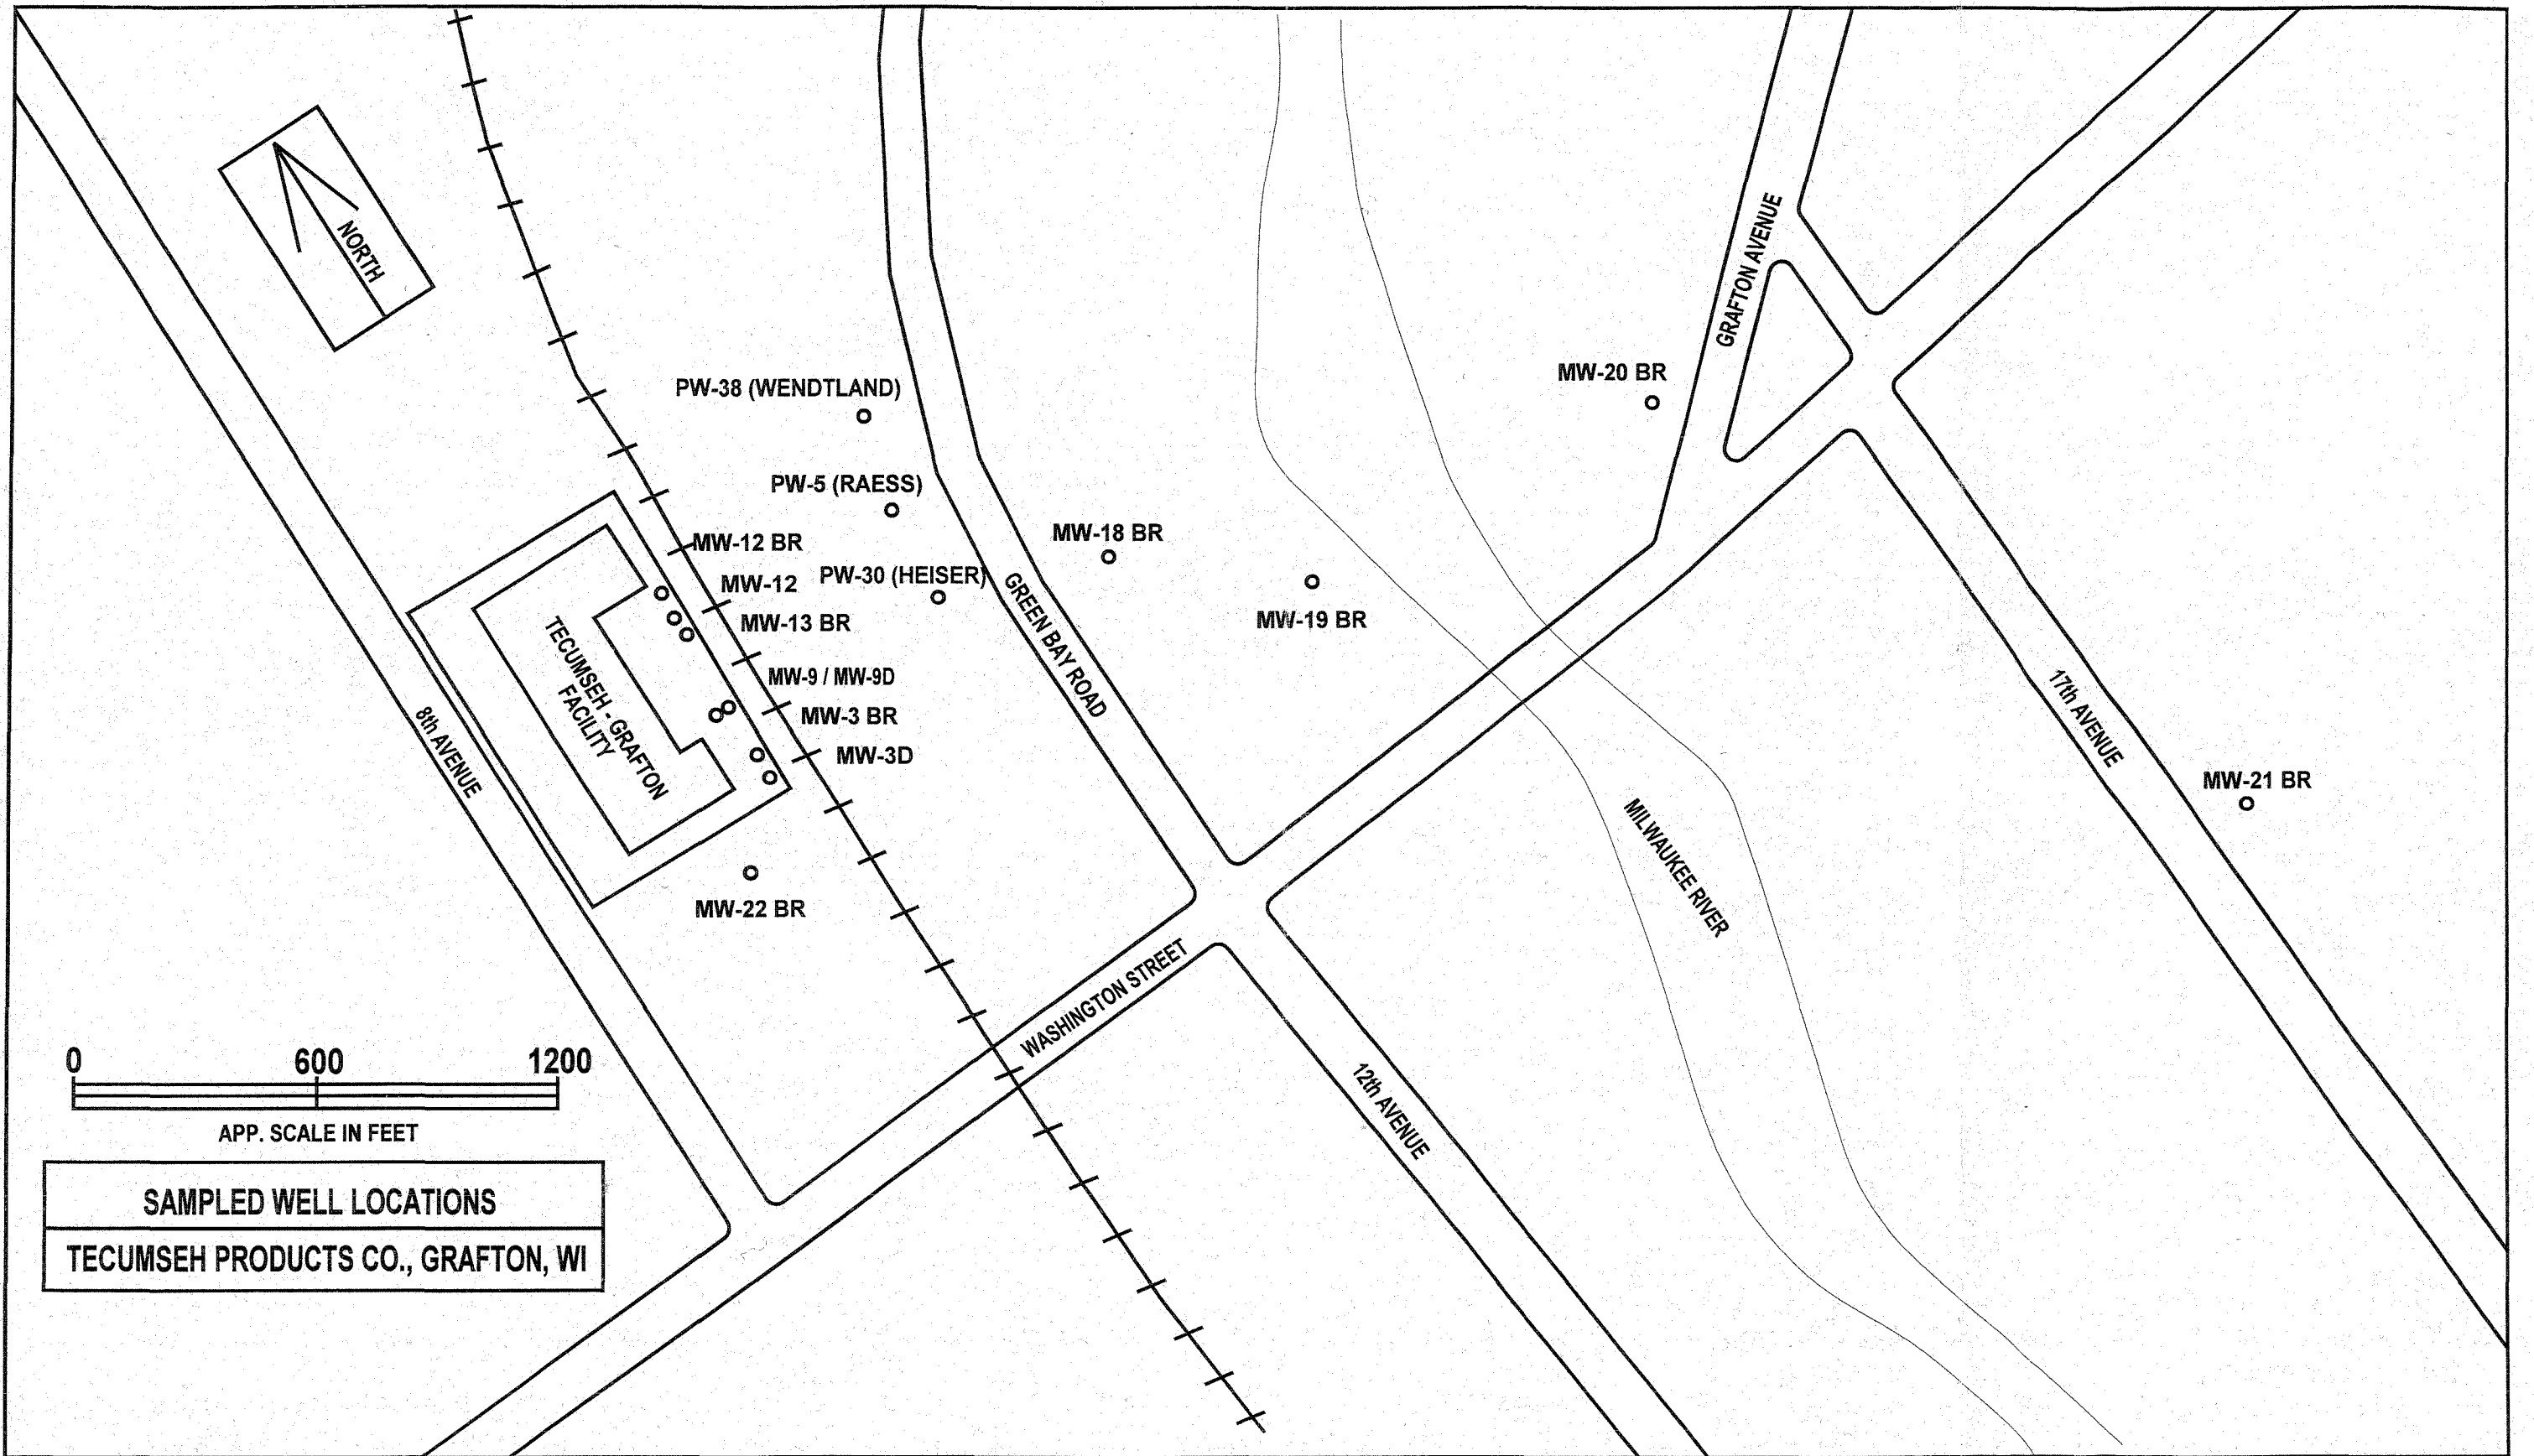 NORTH
GRAFTON AVENUE
MW-20 BR
PW-38 (WENDTLAND)
PW-5 (RAESS)
MW-18 BR
MW-12 BR
MW-12
PW-30 (HEISER)
MW-19 BR
MW-13 BR
GREEN BAY ROAD
MW-9 / MW-9D
MW-3 BR
MW-3D
TECUMSEH - GRAFTON
FACILITY
8th AVENUE
17th AVENUE
MW-21 BR
MILWAUKEE RIVER
MW-22 BR
WASHINGTON STREET
12th AVENUE
0 600 1200
APP. SCALE IN FEET
SAMPLED WELL LOCATIONS
TECUMSEH PRODUCTS CO., GRAFTON, WI